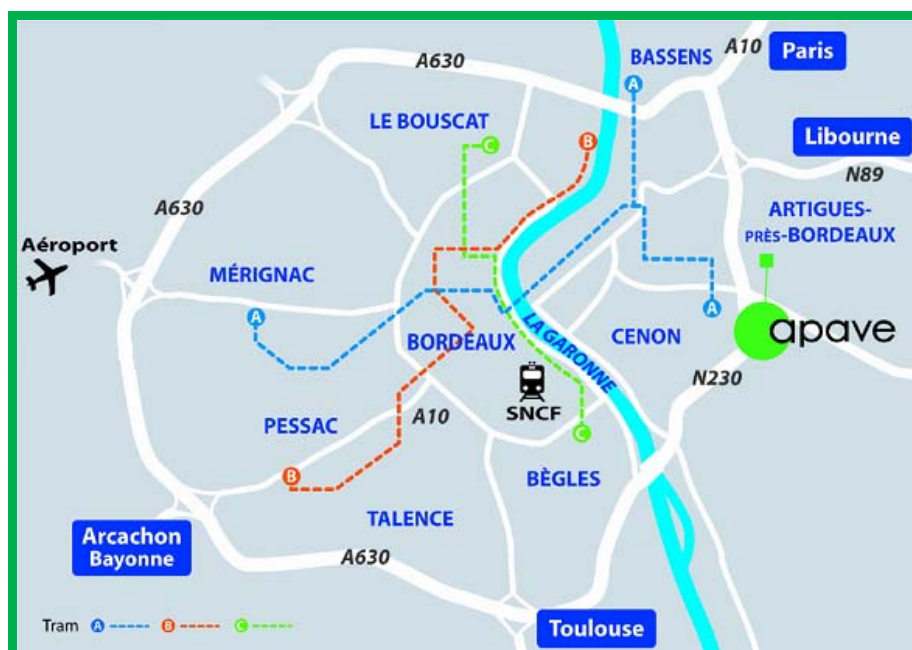 A630
BASSENS
A10
Paris
A
LE BOUSCAT
C
B
Libourne
N89
A630
ARTIGUES-
PRÈS-BORDEAUX
Aéroport
MÉRIGNAC
A
A
apave
BORDEAUX
LA GARONNE
CENON
N230
SNCF
PESSAC
A10
C
B
BÈGLES
TALENCE
Arcachon
Bayonne
A630
Toulouse
Tram A B C